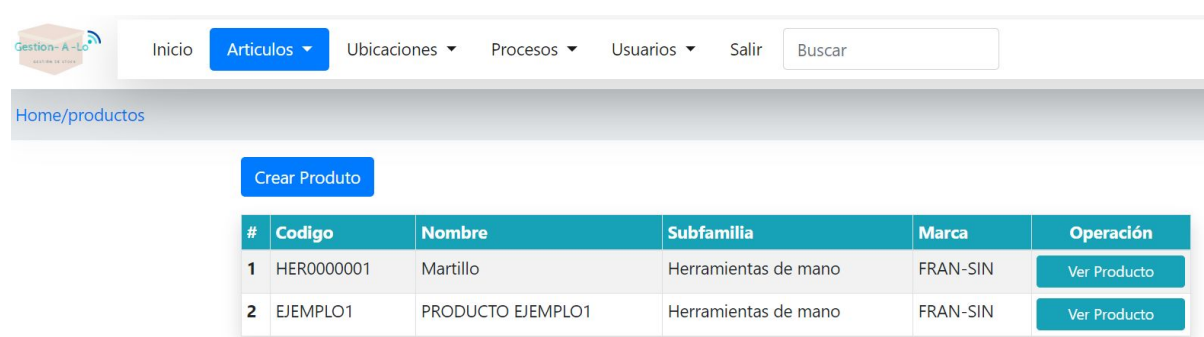 Gestion-A-Lo
Inicio Articulos Ubicaciones Procesos Usuarios Salir Buscar
Home/productos
Crear Produto
# Codigo Nombre Subfamilia Marca Operación
1 HER0000001 Martillo Herramientas de mano FRAN-SIN Ver Producto
2 EJEMPLO1 PRODUCTO EJEMPLO1 Herramientas de mano FRAN-SIN Ver Producto